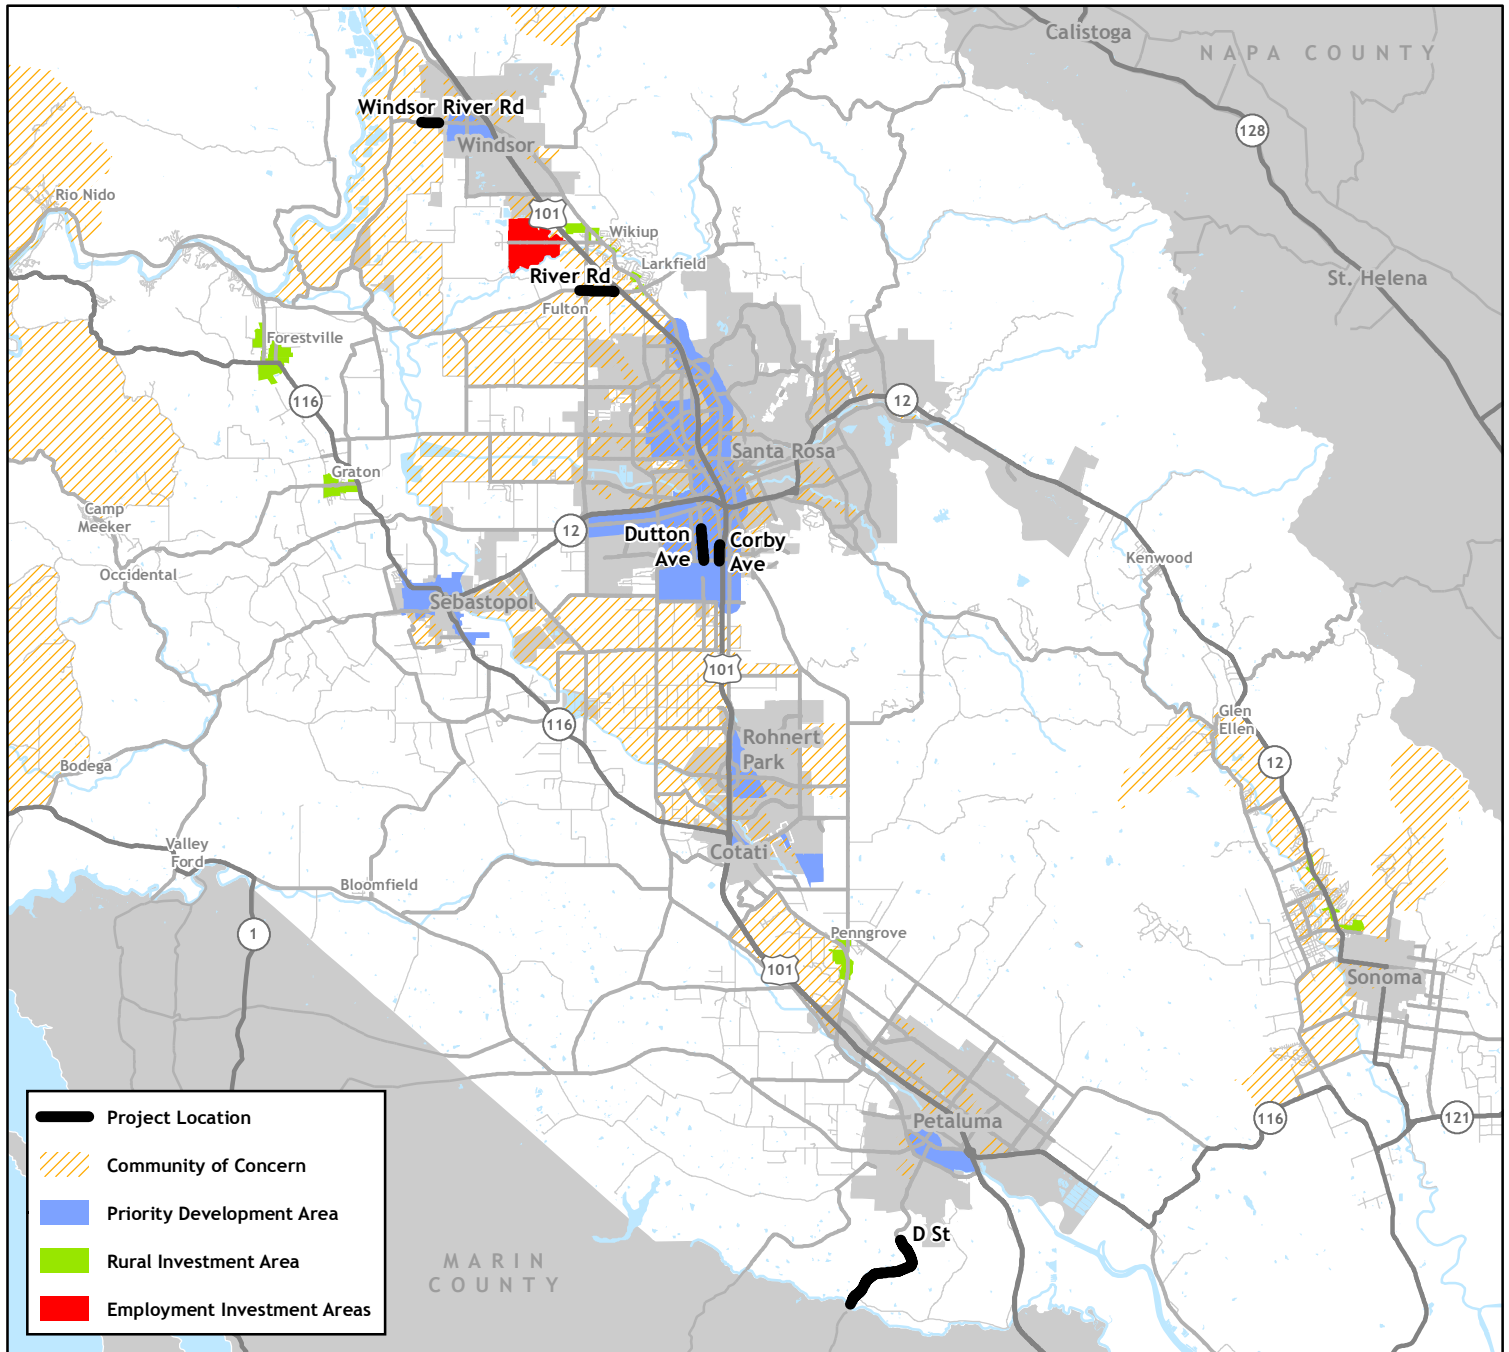 Calistoga
NAPA COUNTY
Windsor River Rd
128
Windsor
Rio Nido
101
Wikiup
Larkfield
River Rd
St. Helena
Fulton
Forestville
116
12
Santa Rosa
Graton
Camp
Meeker
12
Dutton
Ave
Corby
Ave
Kenwood
Occidental
Sebastopol
101
Glen
Ellen
116
Rohnert
Park
12
Bodega
Valley
Ford
Cotati
Bloomfield
1
Penngrove
101
Sonoma
Petaluma
116
121
D St
MARIN
COUNTY
Project Location
Community of Concern
Priority Development Area
Rural Investment Area
Employment Investment Areas